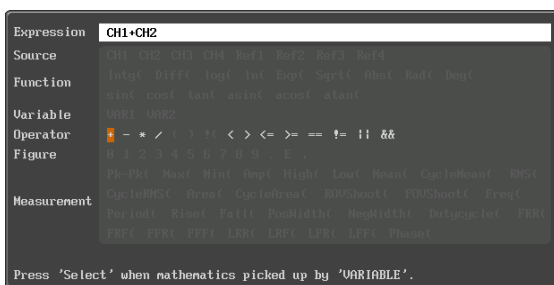 Expression CH1+CH2
Source CH1 CH2 CH3 CH4 Ref1 Ref2 Ref3 Ref4
Function Intg( Diff( log( ln( Exp( Sqrt( Abs( Rad( Deg(
sin( cos( tan( asin( acos( atan(
Variable VAR1 VAR2
Operator + - * / ( ) !( < > <= >= == != || &&
Figure 0 1 2 3 4 5 6 7 8 9 . E
Pk-Pk( Max( Min( Amp( High( Low( Mean( CycleMean( RMS(
Measurement CycleRMS( Area( CycleArea( ROVShoot( FOVShoot( Freq(
Period( Rise( Fall( PosWidth( NegWidth( Dutycycle( FRR(
FRF( FFR( FFF( LRR( LRF( LFR( LFF( Phase(
Press 'Select' when mathematics picked up by 'VARIABLE'.